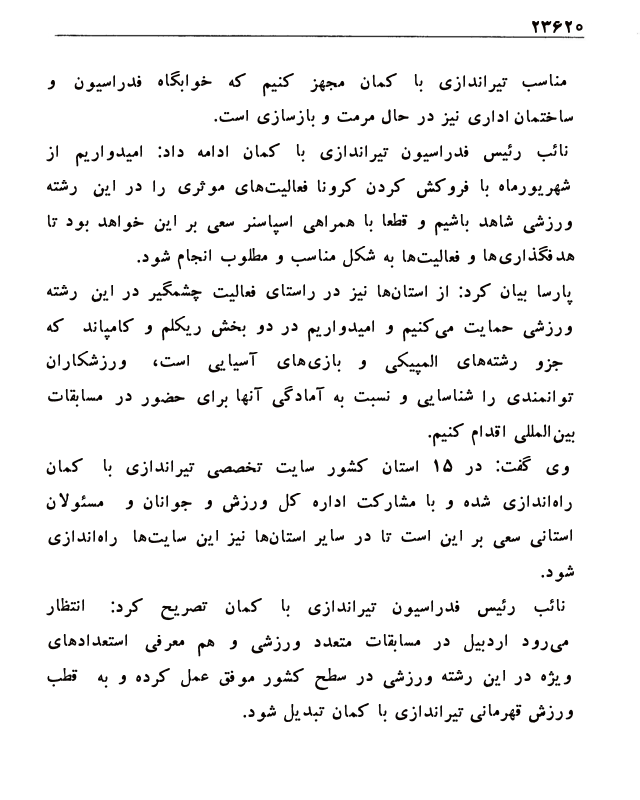 ۲۳۶۲۰
مناسب تیراندازی با کمان مجهز کنیم که خوابگاه فدراسیون و
ساختمان اداری نیز در حال مرمت و بازسازی است.
نائب رئیس فدراسیون تیراندازی با کمان ادامه داد: امیدواریم از
شهریورماه با فروکش کردن کرونا فعالیت‌های موثری را در این رشته
ورزشی شاهد باشیم و قطعا با همراهی اسپاسنر سعی بر این خواهد بود تا
هدفگذاری‌ها و فعالیت‌ها به شکل مناسب و مطلوب انجام شود.
پارسا بیان کرد: از استان‌ها نیز در راستای فعالیت چشمگیر در این رشته
ورزشی حمایت می‌کنیم و امیدواریم در دو بخش ریکلم و کامپاند که
جزو رشته‌های المپیکی و بازی‌های آسیایی است، ورزشکاران
توانمندی را شناسایی و نسبت به آمادگی آنها برای حضور در مسابقات
بین‌المللی اقدام کنیم.
وی گفت: در ۱۵ استان کشور سایت تخصصی تیراندازی با کمان
راه‌اندازی شده و با مشارکت اداره کل ورزش و جوانان و مسئولان
استانی سعی بر این است تا در سایر استان‌ها نیز این سایت‌ها راه‌اندازی
شود.
نائب رئیس فدراسیون تیراندازی با کمان تصریح کرد: انتظار
می‌رود اردبیل در مسابقات متعدد ورزشی و هم معرفی استعدادهای
ویژه در این رشته ورزشی در سطح کشور موفق عمل کرده و به قطب
ورزش قهرمانی تیراندازی با کمان تبدیل شود.